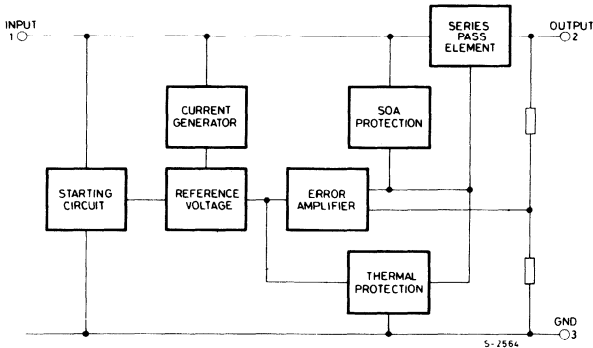 INPUT
1
SERIES
PASS
ELEMENT
OUTPUT
2
CURRENT
GENERATOR
SOA
PROTECTION
STARTING
CIRCUIT
REFERENCE
VOLTAGE
ERROR
AMPLIFIER
THERMAL
PROTECTION
GND
3
S-2564